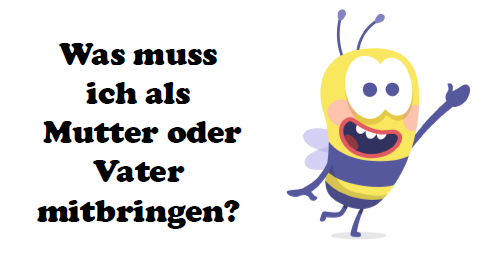 Was muss
ich als
Mutter oder
Vater
mitbringen?